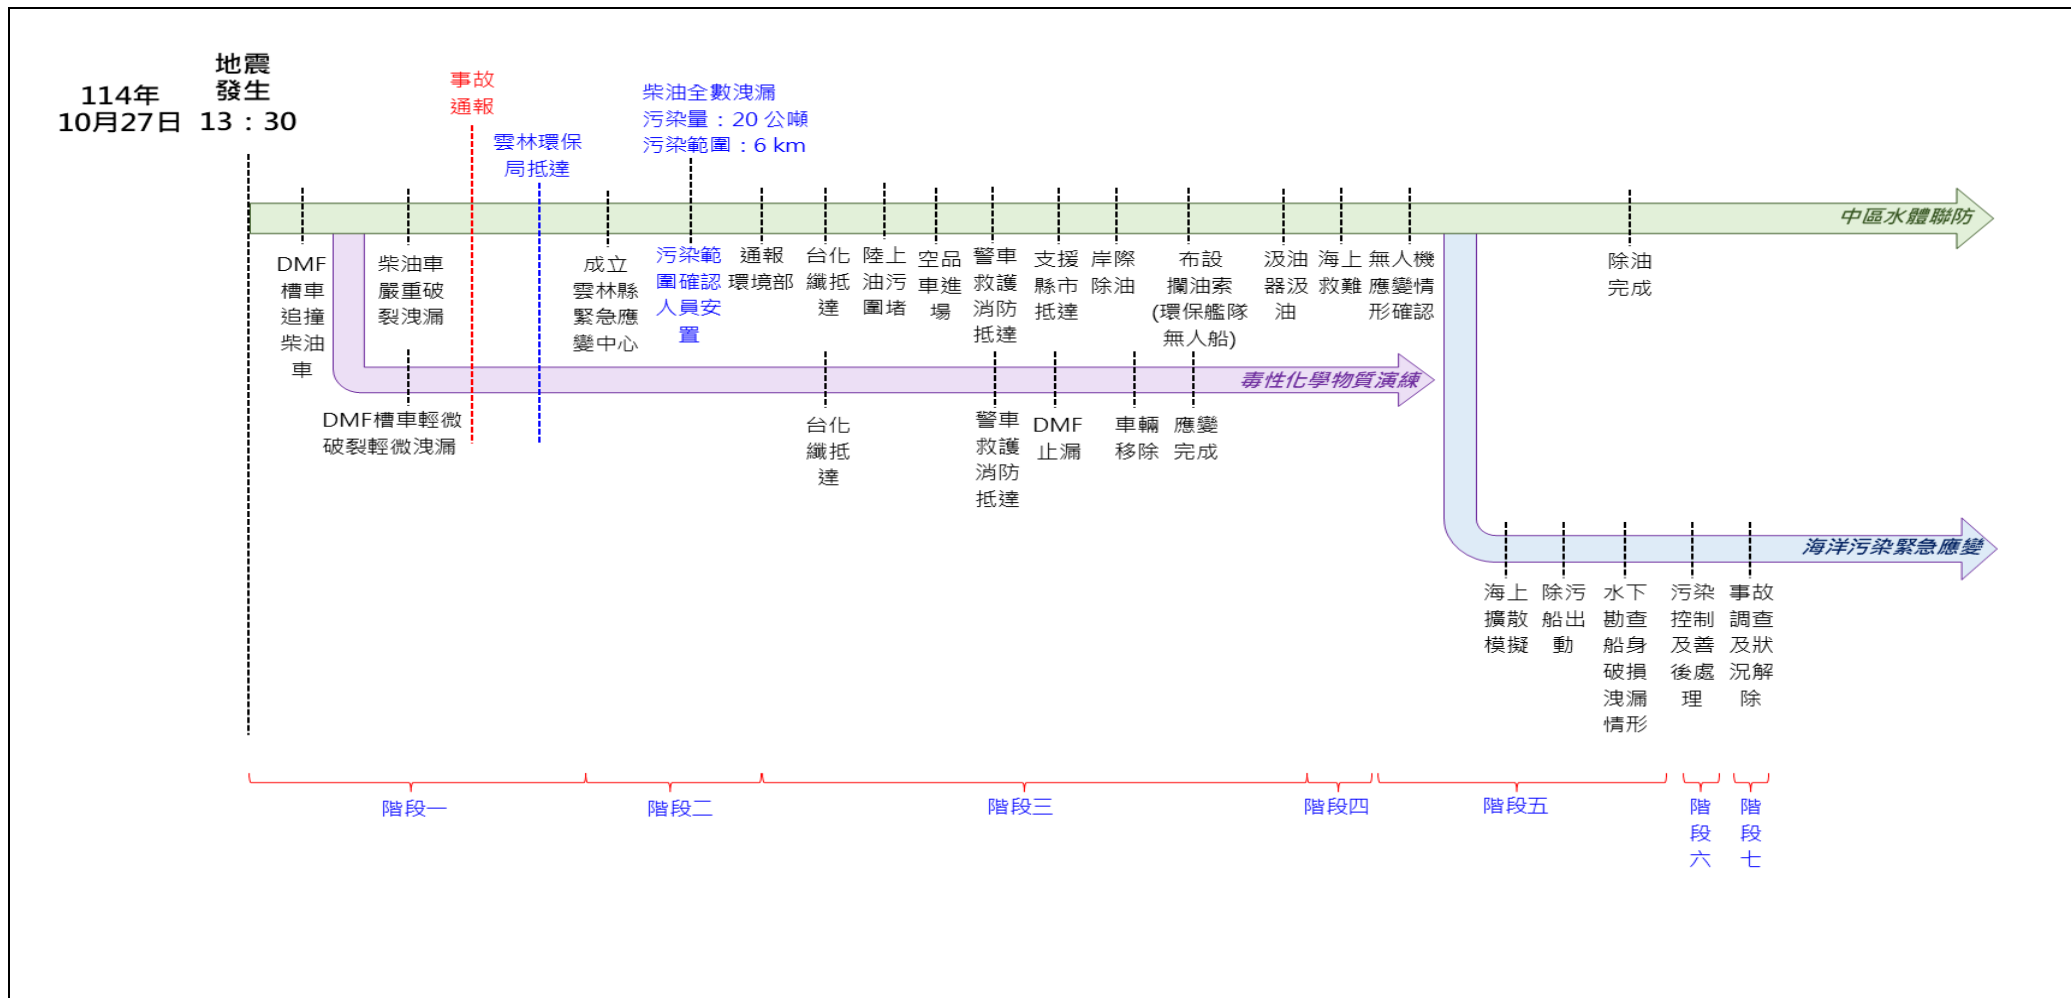 114年
10月27日
地震
發生
13：30
事故
通報
雲林環保
局抵達
柴油全數洩漏
污染量：20 公噸
污染範圍：6 km
中區水體聯防
DMF
槽車
追撞
柴油
車
柴油車
嚴重破
裂洩漏
成立
雲林縣
緊急應
變中心
污染範
圍確認
人員安
置
通報
環境部
台化
纖抵
達
陸上
油污
圍堵
空品
車進
場
警車
救護
消防
抵達
支援
縣市
抵達
岸際
除油
布設
攔油索
(環保艦隊
無人船)
汲油
器汲
油
海上
救難
無人機
應變情
形確認
除油
完成
毒性化學物質演練
DMF槽車輕微
破裂輕微洩漏
台化
纖抵
達
警車
救護
消防
抵達
DMF
止漏
車輛
移除
應變
完成
海洋污染緊急應變
海上
擴散
模擬
除污
船出
動
水下
勘查
船身
破損
洩漏
情形
污染
控制
及善
後處
理
事故
調查
及狀
況解
除
階段一
階段二
階段三
階段四
階段五
階
段
六
階
段
七